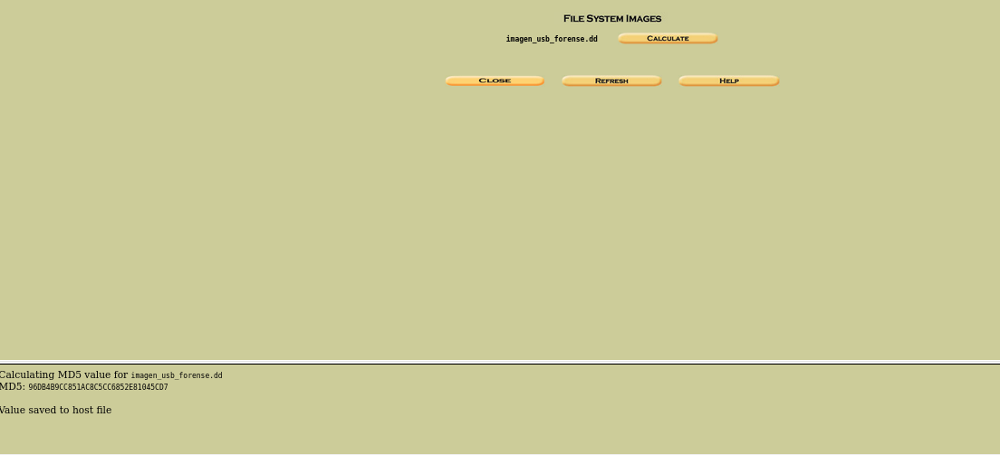 FILE SYSTEM IMAGES
imagen_usb_forense.dd CALCULATE
CLOSE REFRESH HELP
Calculating MD5 value for imagen_usb_forense.dd
MD5: 96DB4B9CC851AC8C5CC6852E81045CD7
Value saved to host file